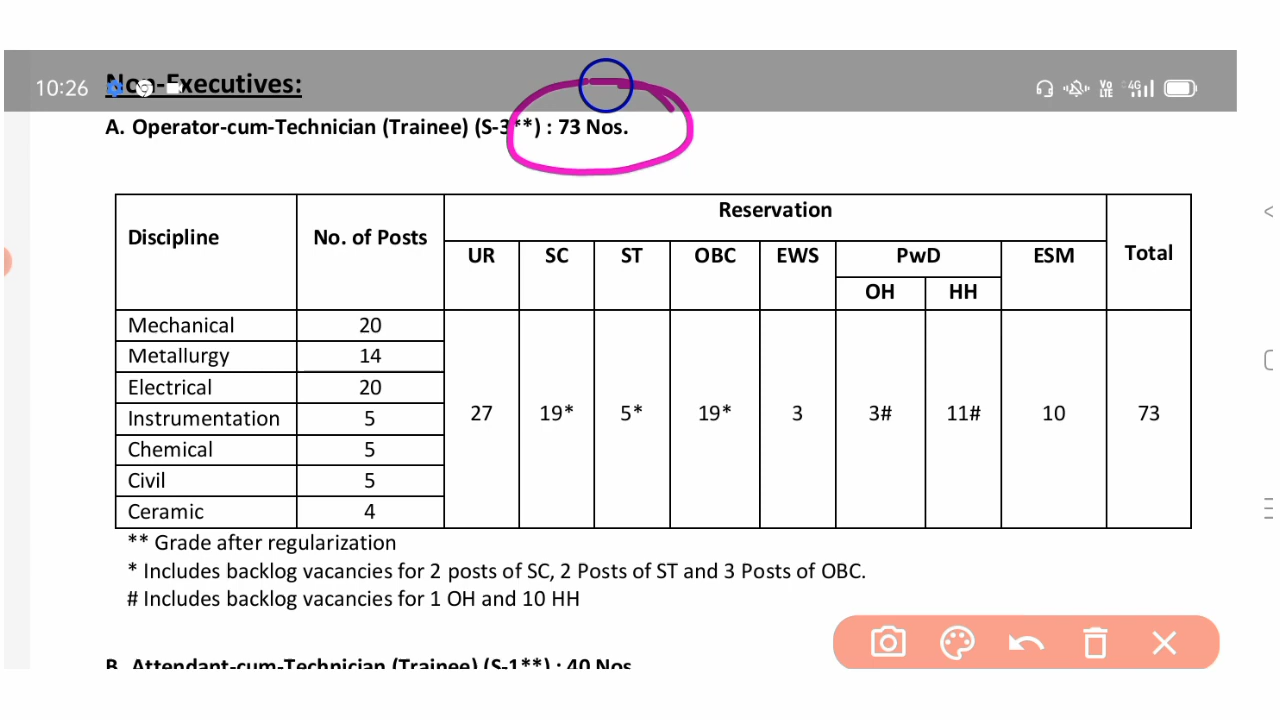 10:26
Non-Executives:
Vo LTE 4G
A. Operator-cum-Technician (Trainee) (S-3**) : 73 Nos.
Discipline No. of Posts Reservation Total
UR SC ST OBC EWS PwD ESM
OH HH
Mechanical 20
Metallurgy 14
Electrical 20
27 19* 5* 19* 3 3# 11# 10 73
Instrumentation 5
Chemical 5
Civil 5
Ceramic 4
** Grade after regularization
* Includes backlog vacancies for 2 posts of SC, 2 Posts of ST and 3 Posts of OBC.
# Includes backlog vacancies for 1 OH and 10 HH
B. Attendant-cum-Technician (Trainee) (S-1**) : 40 Nos.